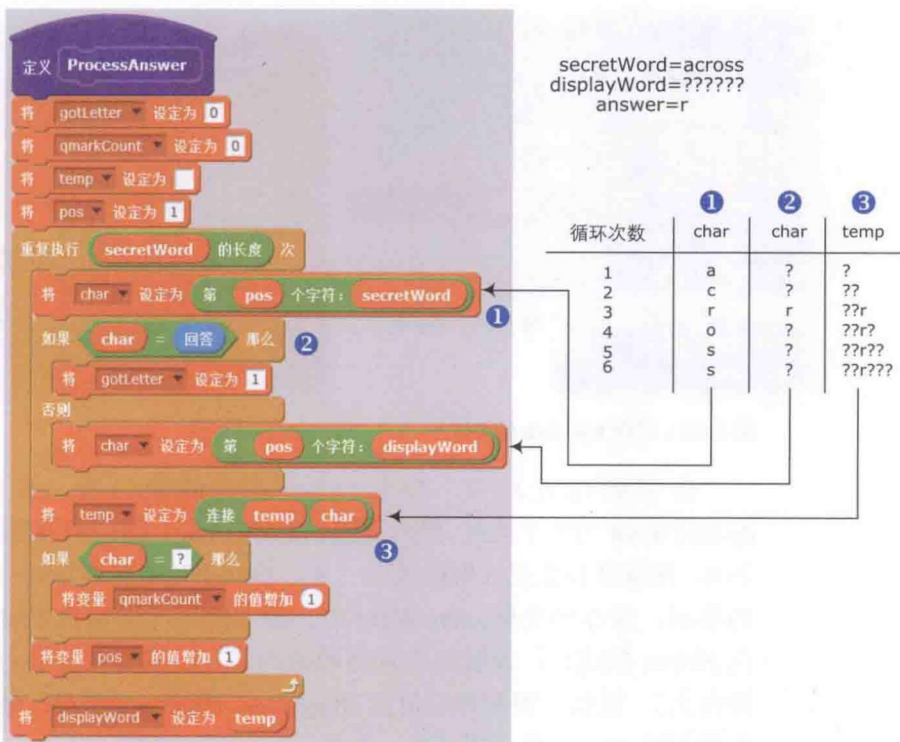 定义 ProcessAnswer
将 gotLetter 设定为 0
将 qmarkCount 设定为 0
将 temp 设定为
将 pos 设定为 1
重复执行 secretWord 的长度 次
将 char 设定为 第 pos 个字符: secretWord
❶
如果 char = 回答 那么 ❷
将 gotLetter 设定为 1
否则
将 char 设定为 第 pos 个字符: displayWord
将 temp 设定为 连接 temp char
❸
如果 char = ? 那么
将变量 qmarkCount 的值增加 1
将变量 pos 的值增加 1
将 displayWord 设定为 temp
secretWord=across
displayWord=??????
answer=r
❶ ❷ ❸
循环次数 char char temp
1 a ? ?
2 c ? ??
3 r r ??r
4 o ? ??r?
5 s ? ??r??
6 s ? ??r???